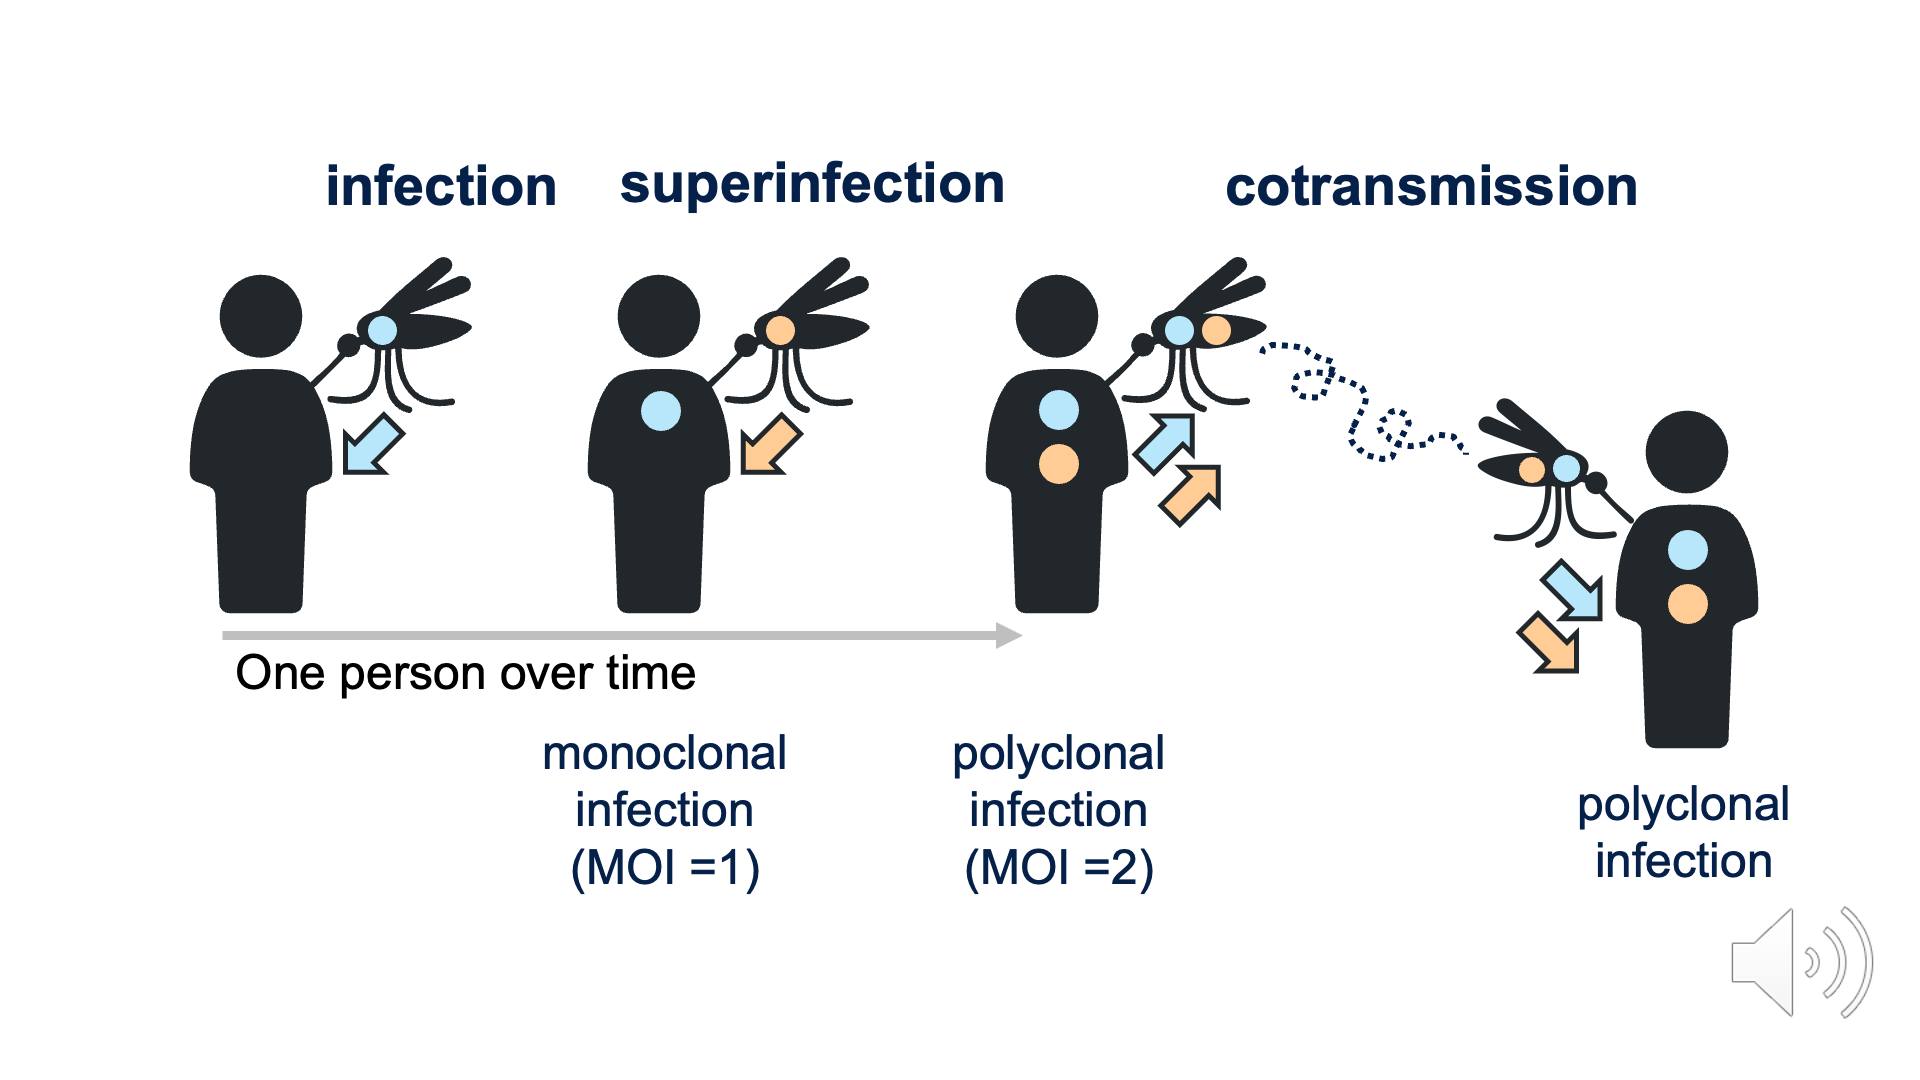 infection
superinfection
cotransmission
One person over time
monoclonal
infection
(MOI =1)
polyclonal
infection
(MOI =2)
polyclonal
infection